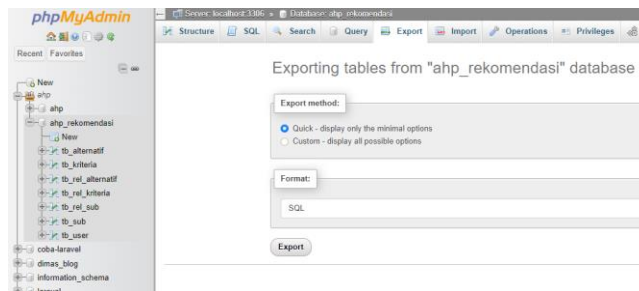 phpMyAdmin
Recent Favorites
New
ahp
ahp
ahp_rekomendasi
New
tb_alternatif
tb_kriteria
tb_rel_alternatif
tb_rel_kriteria
tb_rel_sub
tb_sub
tb_user
coba-laravel
dimas_blog
information_schema
laravel
Server: localhost:3306 » Database: ahp_rekomendasi
Structure SQL Search Query Export Import Operations Privileges
Exporting tables from "ahp_rekomendasi" database
Export method:
Quick - display only the minimal options
Custom - display all possible options
Format:
SQL
Export